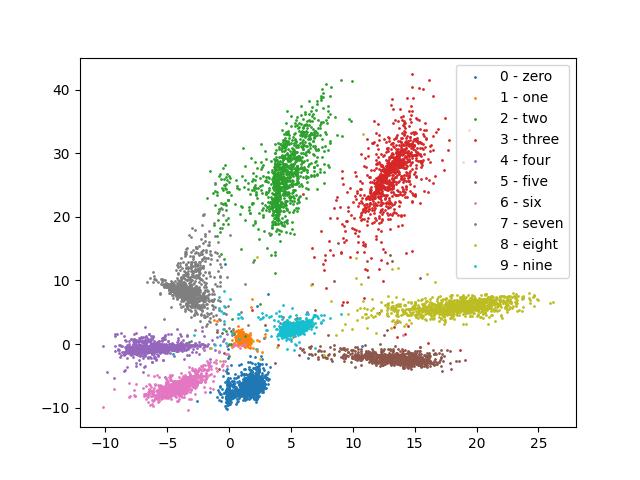 40
30
20
10
0
−10
−10
−5
0
5
10
15
20
25
0 - zero
1 - one
2 - two
3 - three
4 - four
5 - five
6 - six
7 - seven
8 - eight
9 - nine